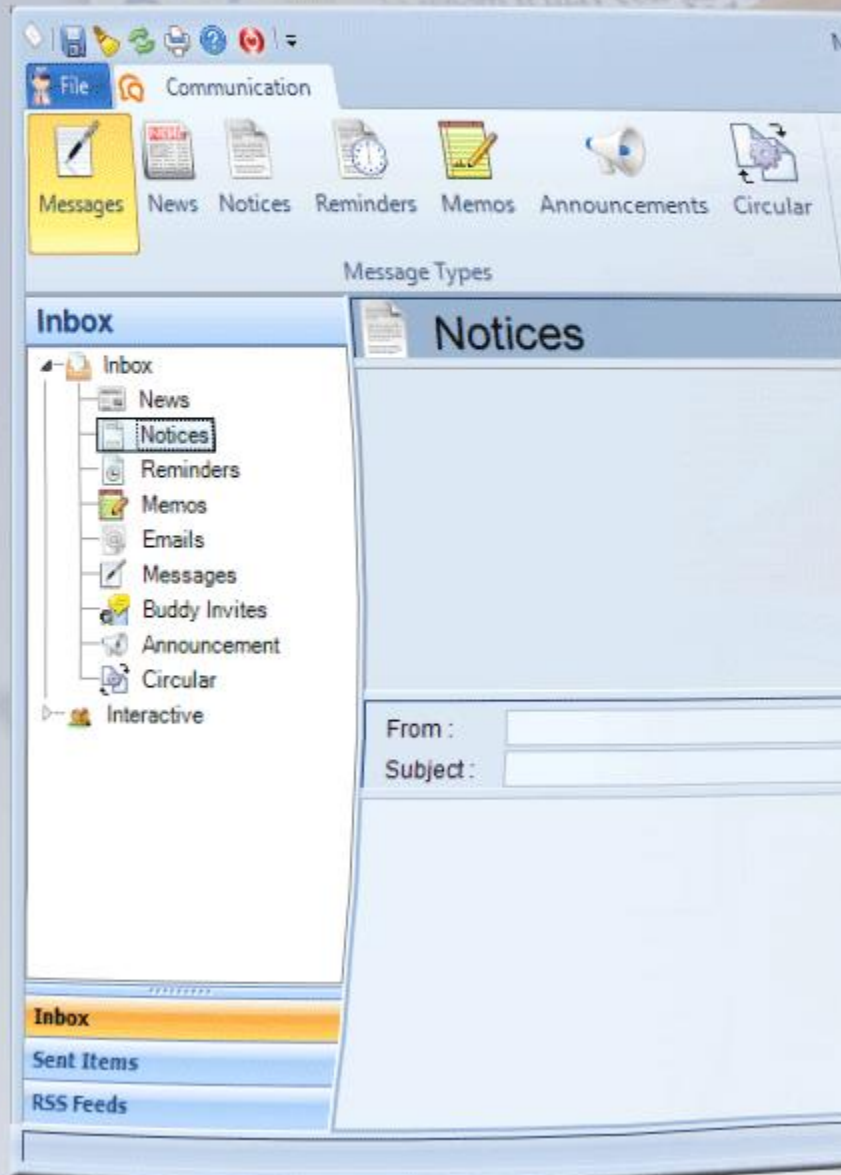 File Communication
Messages News Notices Reminders Memos Announcements Circular
Message Types
Inbox
Notices
Inbox
News
Notices
Reminders
Memos
Emails
Messages
Buddy Invites
Announcement
Circular
Interactive
From :
Subject :
Inbox
Sent Items
RSS Feeds